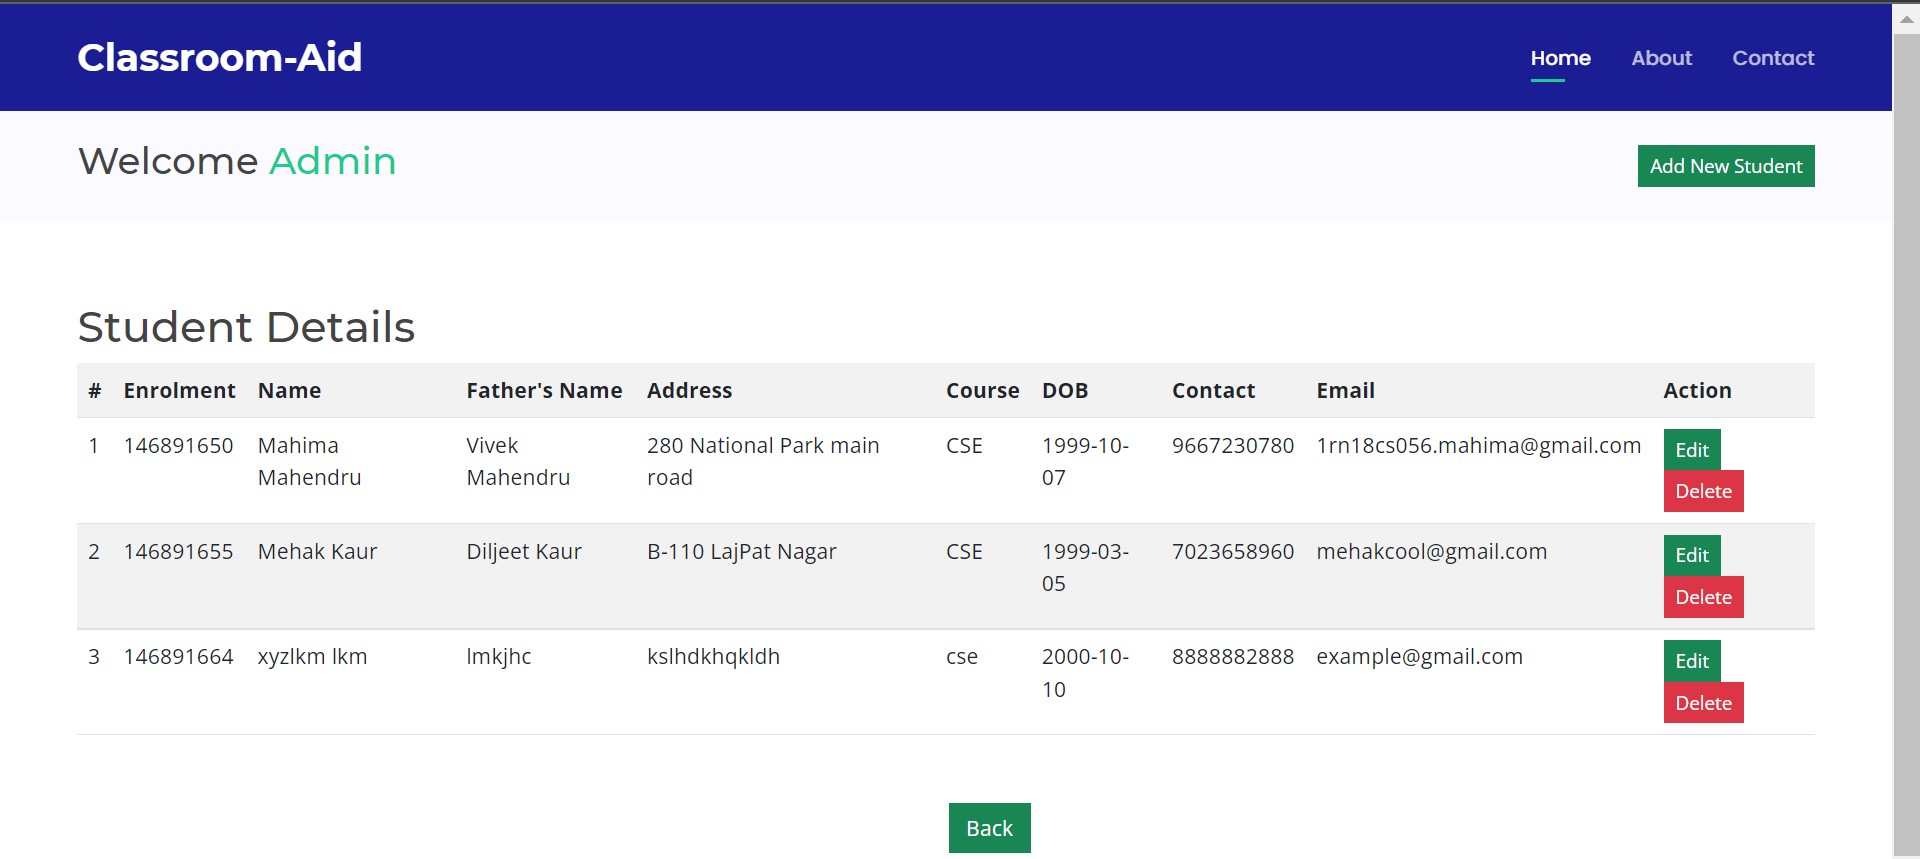 Classroom-Aid Home About Contact
Welcome Admin Add New Student
Student Details
# Enrolment Name Father's Name Address Course DOB Contact Email Action
1 146891650 Mahima Vivek 280 National Park main CSE 1999-10- 9667230780 1rn18cs056.mahima@gmail.com Edit
Mahendru Mahendru road 07 Delete
2 146891655 Mehak Kaur Diljeet Kaur B-110 LajPat Nagar CSE 1999-03- 7023658960 mehakcool@gmail.com Edit
05 Delete
3 146891664 xyzlkm lkm lmkjhc kslhdkhqkldh cse 2000-10- 8888882888 example@gmail.com Edit
10 Delete
Back